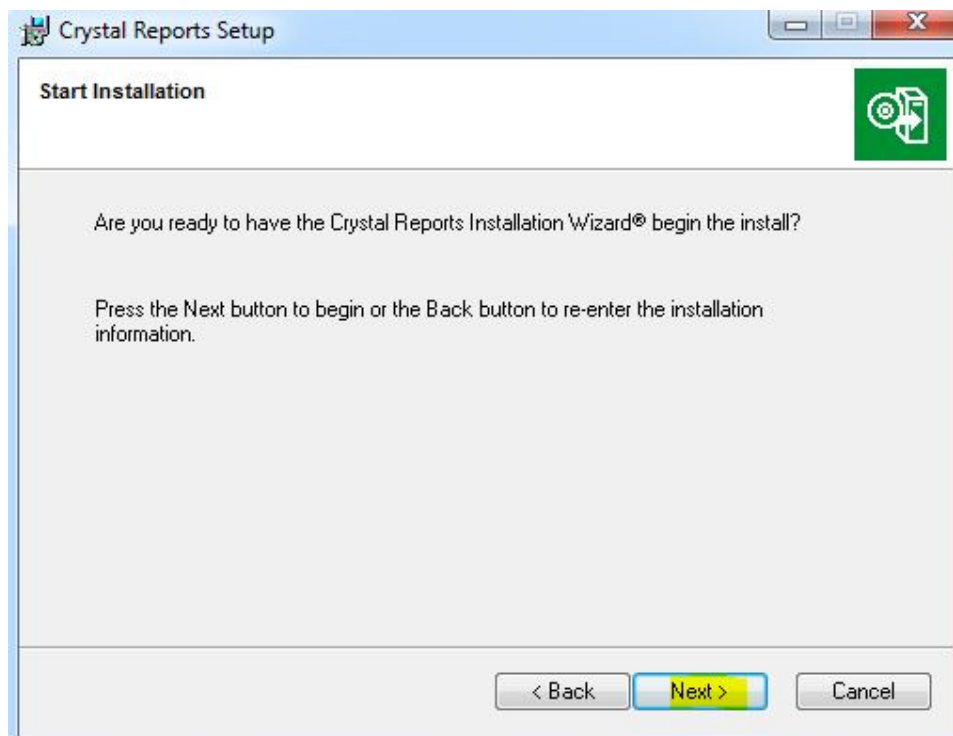 Crystal Reports Setup
Start Installation
Are you ready to have the Crystal Reports Installation Wizard® begin the install?
Press the Next button to begin or the Back button to re-enter the installation
information.
< Back Next > Cancel